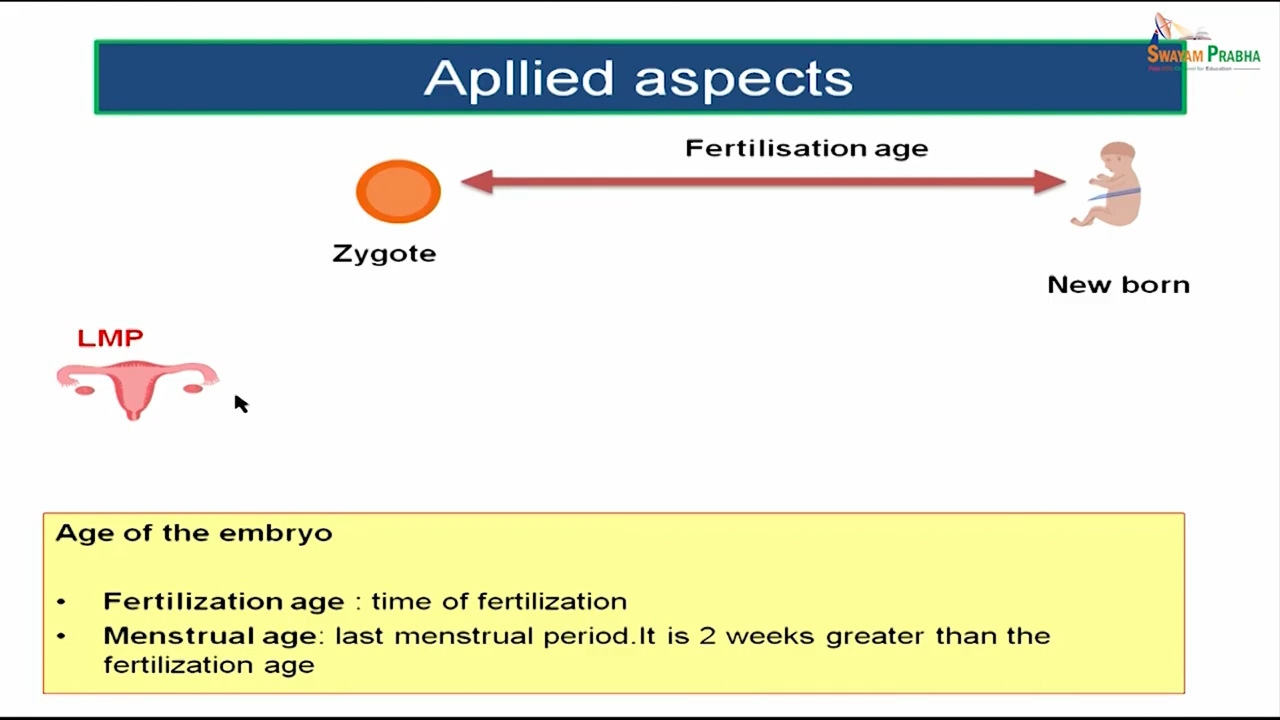 SWAYAM PRABHA
Apllied aspects
Fertilisation age
Zygote
New born
LMP
Age of the embryo
• Fertilization age : time of fertilization
• Menstrual age: last menstrual period.It is 2 weeks greater than the
fertilization age